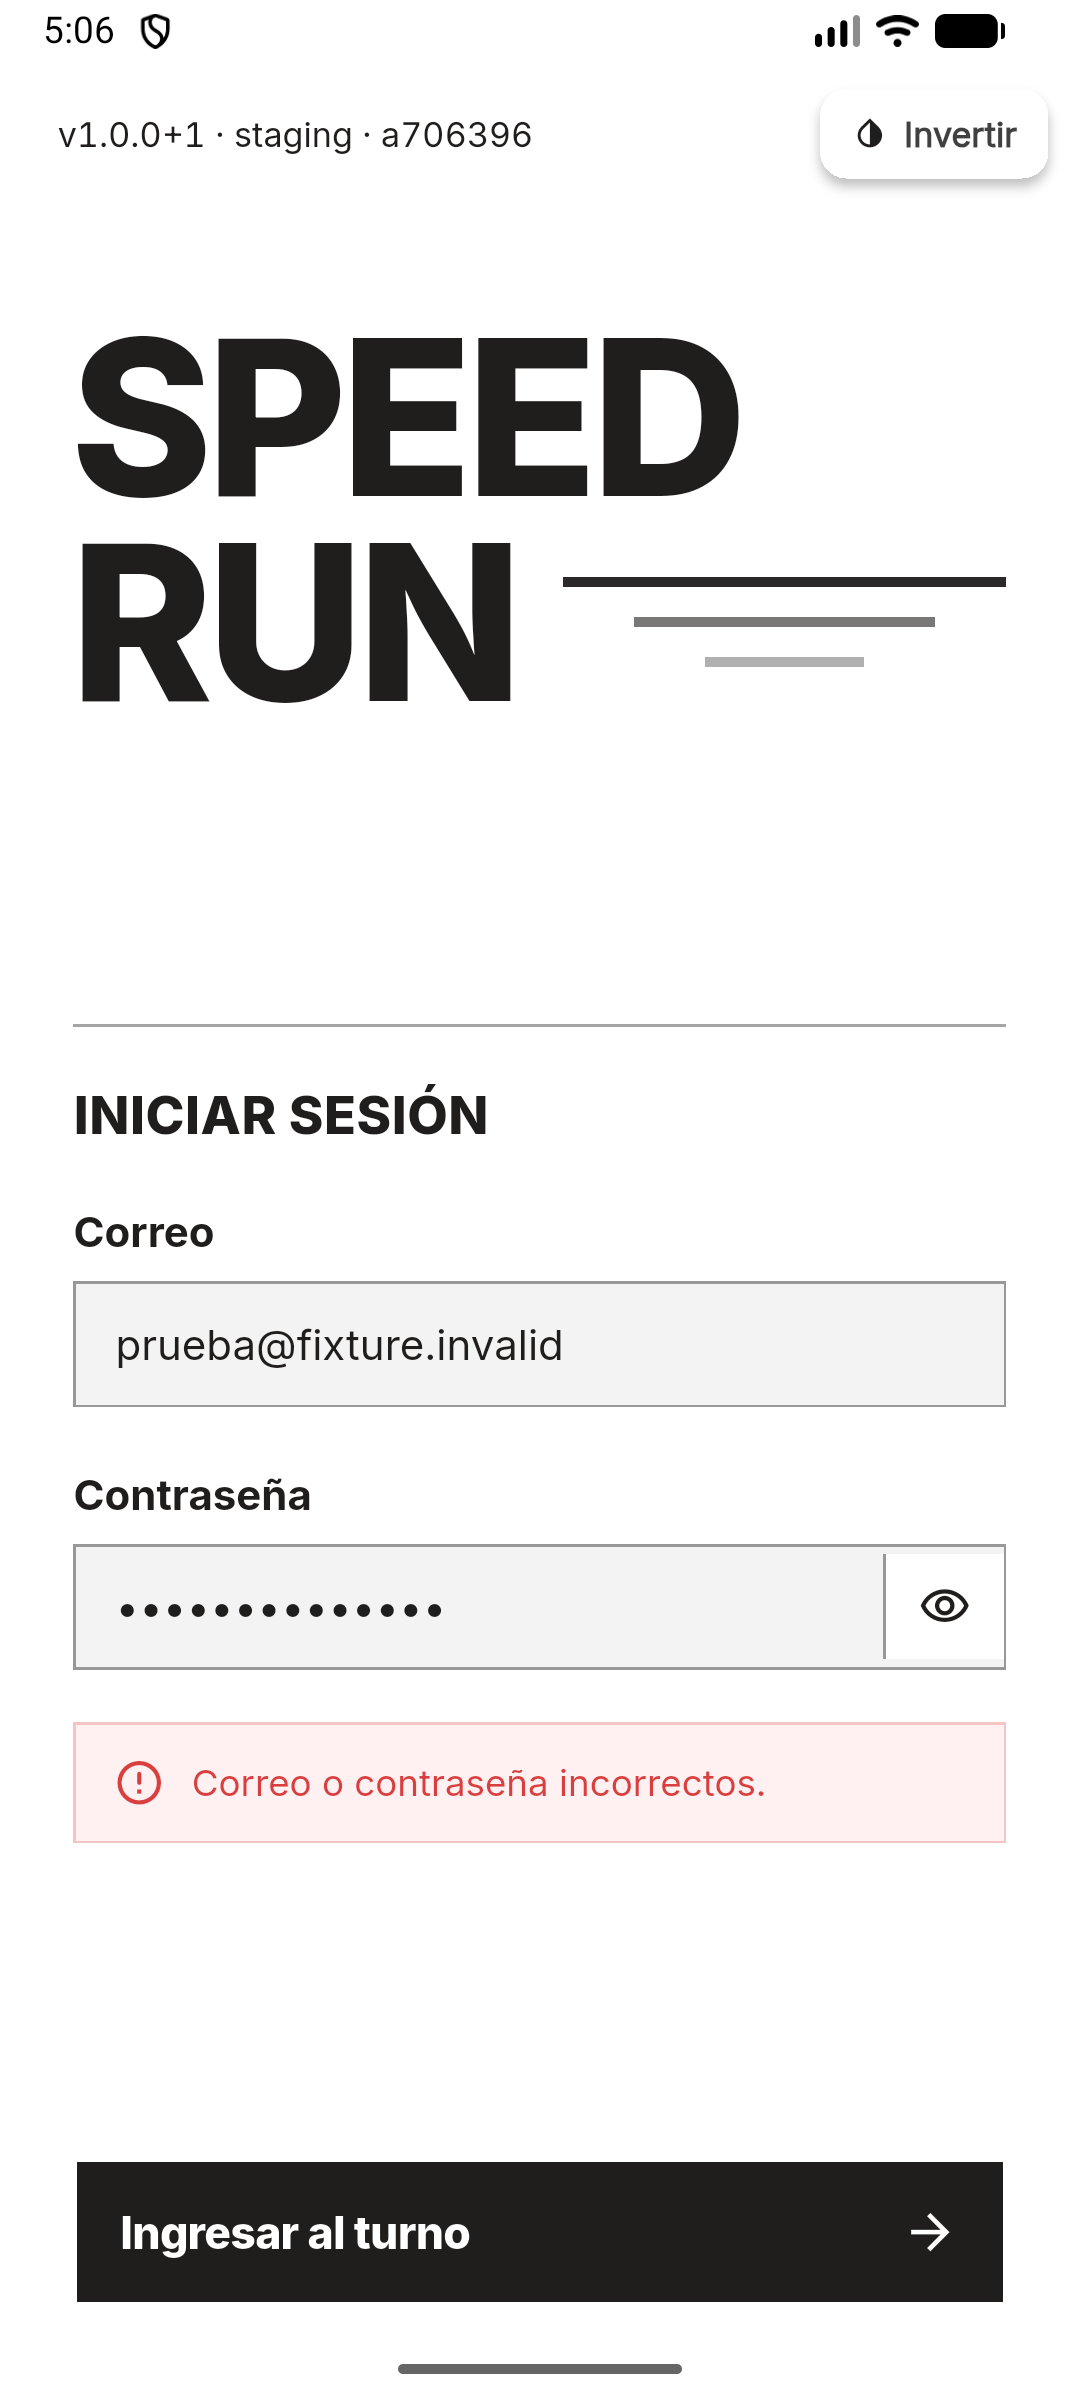 5:06
v1.0.0+1 · staging · a706396
Invertir
SPEED
RUN
INICIAR SESIÓN
Correo
prueba@fixture.invalid
Contraseña
••••••••••••••
Correo o contraseña incorrectos.
Ingresar al turno